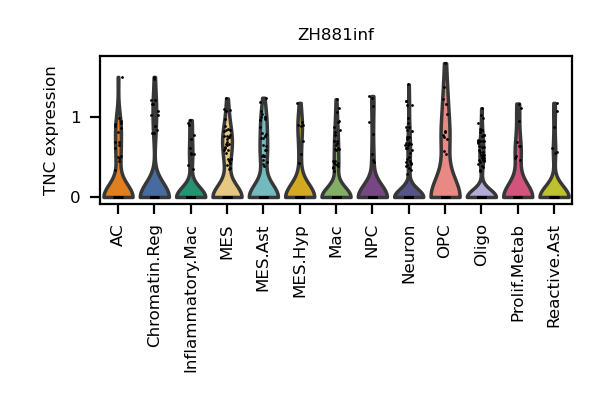 ZH881inf
TNC expression
1
0
AC
Chromatin.Reg
Inflammatory.Mac
MES
MES.Ast
MES.Hyp
Mac
NPC
Neuron
OPC
Oligo
Prolif.Metab
Reactive.Ast